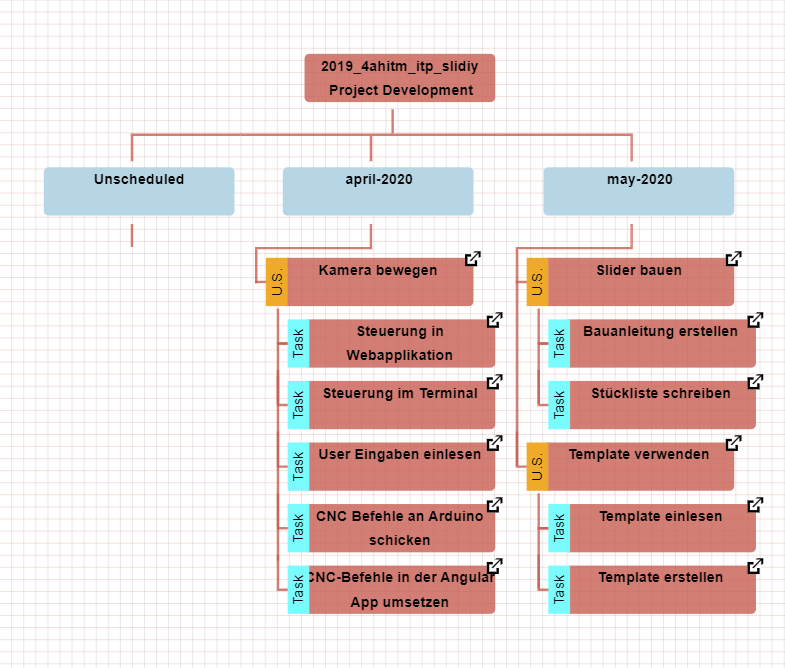 2019_4ahitm_itp_slidiy
Project Development
Unscheduled
april-2020
U.S.
Kamera bewegen
Task
Steuerung in
Webapplikation
Task
Steuerung im Terminal
Task
User Eingaben einlesen
Task
CNC Befehle an Arduino
schicken
Task
CNC-Befehle in der Angular
App umsetzen
may-2020
U.S.
Slider bauen
Task
Bauanleitung erstellen
Task
Stückliste schreiben
U.S.
Template verwenden
Task
Template einlesen
Task
Template erstellen